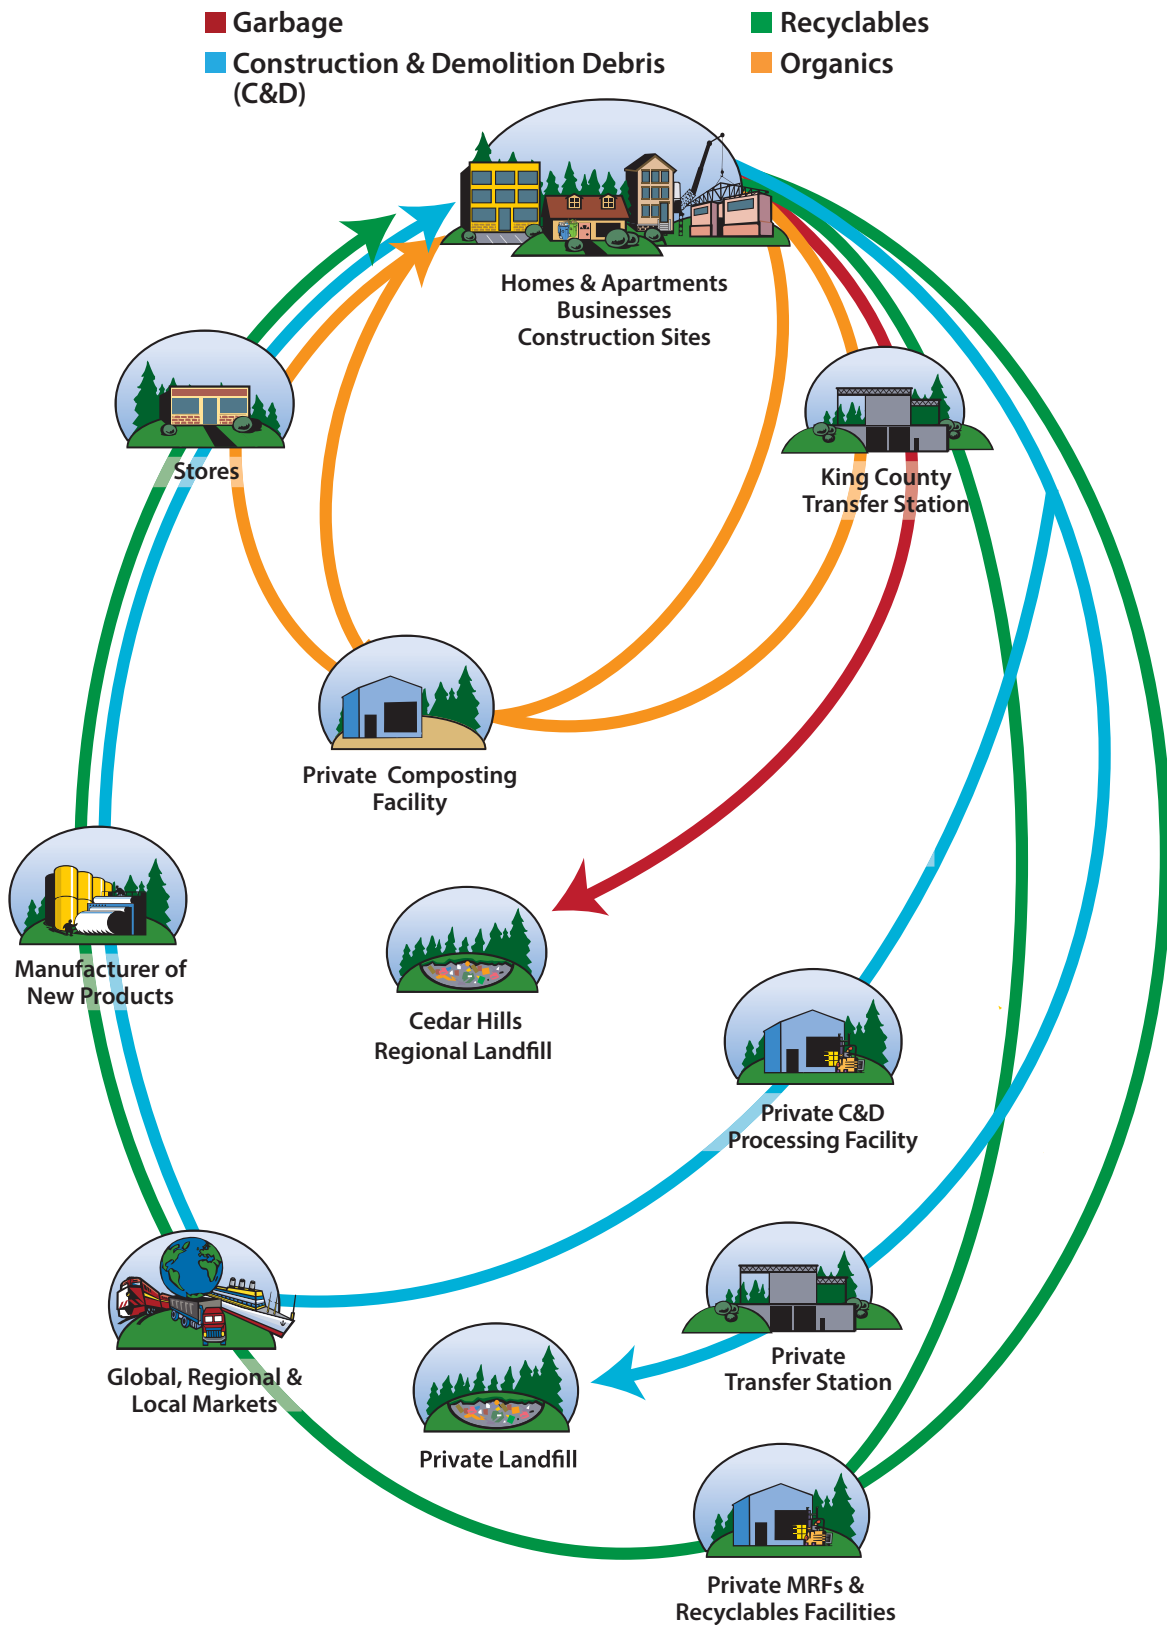 Garbage
Recyclables
Construction & Demolition Debris
(C&D)
Organics
Homes & Apartments
Businesses
Construction Sites
Stores
King County
Transfer Station
Private Composting
Facility
Manufacturer of
New Products
Cedar Hills
Regional Landfill
Private C&D
Processing Facility
Global, Regional &
Local Markets
Private
Transfer Station
Private Landfill
Private MRFs &
Recyclables Facilities